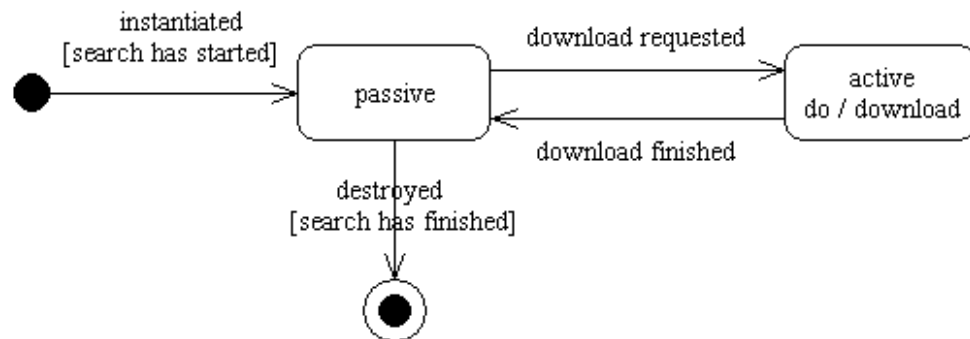 instantiated
[search has started]
download requested
passive
active
do / download
download finished
destroyed
[search has finished]